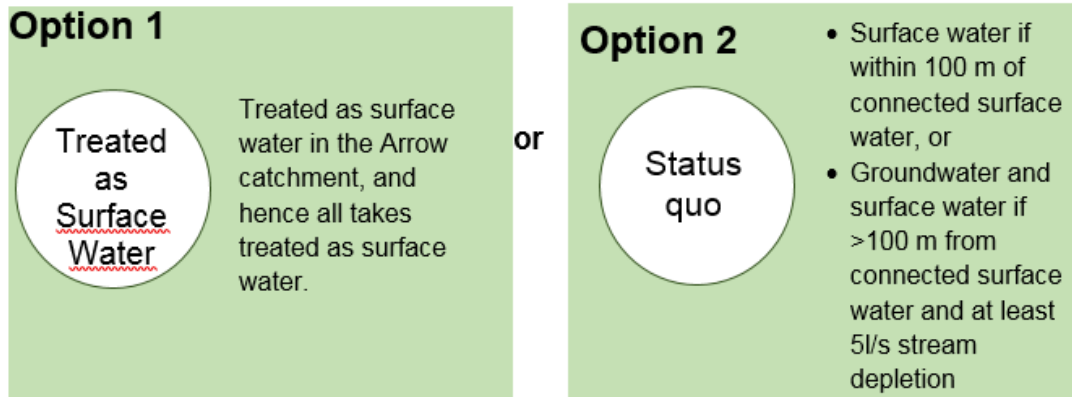 Option 1
Treated
as
Surface
Water
Treated as surface
water in the Arrow
catchment, and
hence all takes
treated as surface
water.
or
Option 2
Status
quo
• Surface water if
within 100 m of
connected surface
water, or
• Groundwater and
surface water if
>100 m from
connected surface
water and at least
5l/s stream
depletion